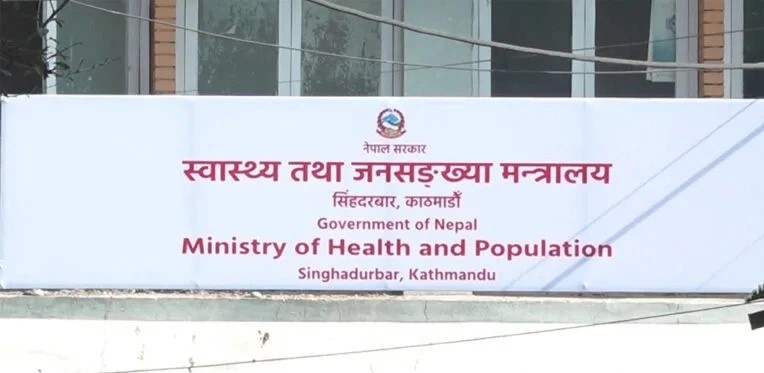 नेपाल सरकार
स्वास्थ्य तथा जनसङ्ख्या मन्त्रालय
सिंहदरबार, काठमाडौँ
Government of Nepal
Ministry of Health and Population
Singhadurbar, Kathmandu